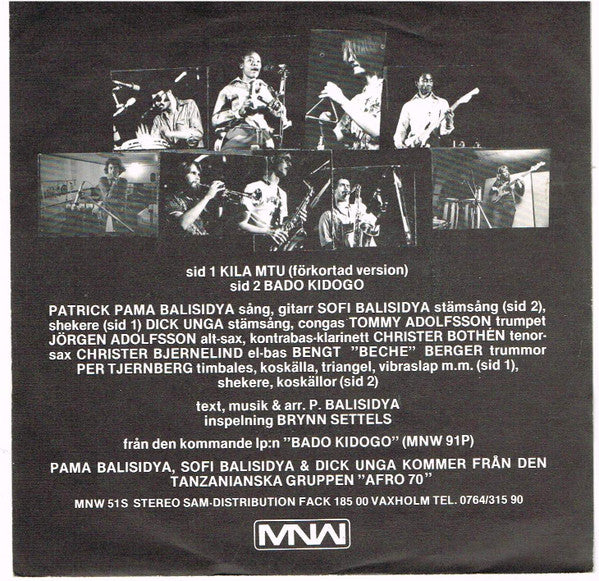 sid 1 KILA MTU (förkortad version)
sid 2 BADO KIDOGO
PATRICK PAMA BALISIDYA sång, gitarr SOFI BALISIDYA stämsång (sid 2),
shekere (sid 1) DICK UNGA stämsång, congas TOMMY ADOLFSSON trumpet
JÖRGEN ADOLFSSON alt-sax, kontrabas-klarinett CHRISTER BOTHÉN tenor-
sax CHRISTER BJERNELIND el-bas BENGT "BECHE" BERGER trummor
PER TJERNBERG timbales, koskälla, triangel, vibraslap m.m. (sid 1),
shekere, koskällor (sid 2)
text, musik & arr. P. BALISIDYA
inspelning BRYNN SETTELS
från den kommande lp:n "BADO KIDOGO" (MNW 91P)
PAMA BALISIDYA, SOFI BALISIDYA & DICK UNGA KOMMER FRÅN DEN
TANZANIANSKA GRUPPEN "AFRO 70"
MNW 51S STEREO SAM-DISTRIBUTION FACK 185 00 VAXHOLM TEL. 0764/315 90
MNW